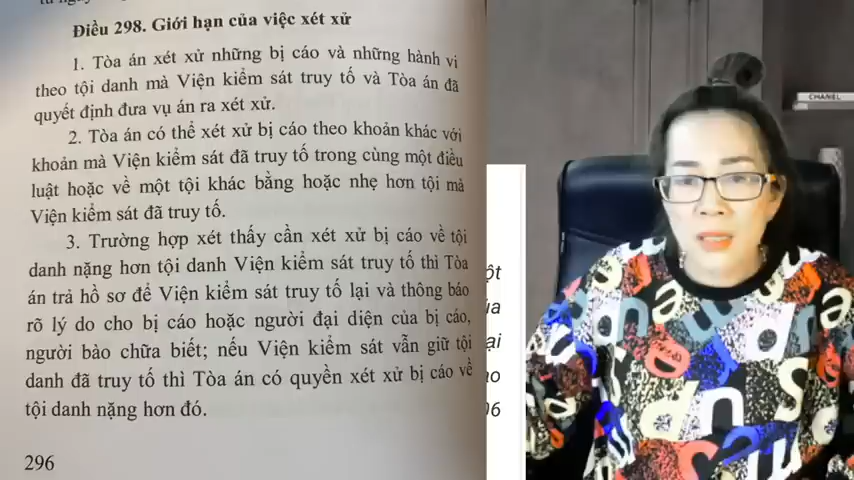 Điều 298. Giới hạn của việc xét xử
1. Tòa án xét xử những bị cáo và những hành vi
theo tội danh mà Viện kiểm sát truy tố và Tòa án đã
quyết định đưa vụ án ra xét xử.
2. Tòa án có thể xét xử bị cáo theo khoản khác với
khoản mà Viện kiểm sát đã truy tố trong cùng một điều
luật hoặc về một tội khác bằng hoặc nhẹ hơn tội mà
Viện kiểm sát đã truy tố.
3. Trường hợp xét thấy cần xét xử bị cáo về tội
danh nặng hơn tội danh Viện kiểm sát truy tố thì Tòa
án trả hồ sơ để Viện kiểm sát truy tố lại và thông báo
rõ lý do cho bị cáo hoặc người đại diện của bị cáo,
người bào chữa biết; nếu Viện kiểm sát vẫn giữ tội
danh đã truy tố thì Tòa án có quyền xét xử bị cáo về
tội danh nặng hơn đó.
296
CHANEL